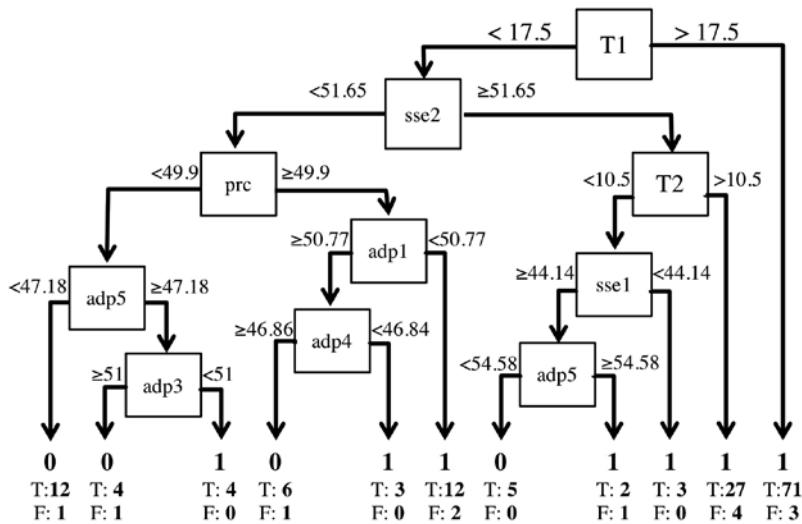 < 17.5 T1 > 17.5
<51.65 sse2 ≥51.65
<49.9 prc ≥49.9 <10.5 T2 >10.5
≥50.77 adp1 <50.77 ≥44.14 sse1 <44.14
<47.18 adp5 ≥47.18
≥46.86 adp4 <46.84 <54.58 adp5 ≥54.58
≥51 adp3 <51
0 0 1 0 1 1 0 1 1 1 1
T:12 T: 4 T: 4 T: 6 T: 3 T:12 T: 5 T: 2 T: 3 T:27 T:71
F: 1 F: 1 F: 0 F: 1 F: 0 F: 2 F: 0 F: 1 F: 0 F: 4 F: 3